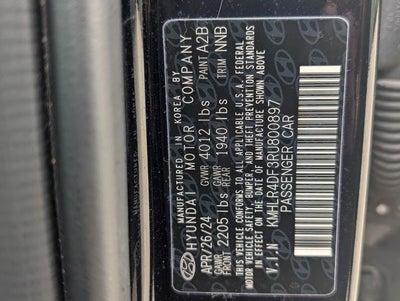 MANUFACTURED IN KOREA BY
HYUNDAI MOTOR COMPANY
APR/26/24 GVWR 4012 lbs PAINT A2B
GAWR FRONT 2205 lbs GAWR REAR 1940 lbs TRIM NNB
THIS VEHICLE CONFORMS TO ALL APPLICABLE U.S.A. FEDERAL
MOTOR VEHICLE SAFETY, BUMPER, AND THEFT PREVENTION STANDARDS
IN EFFECT ON THE DATE OF MANUFACTURE SHOWN ABOVE
V.I.N KMHLR4DF3RU800897
PASSENGER CAR